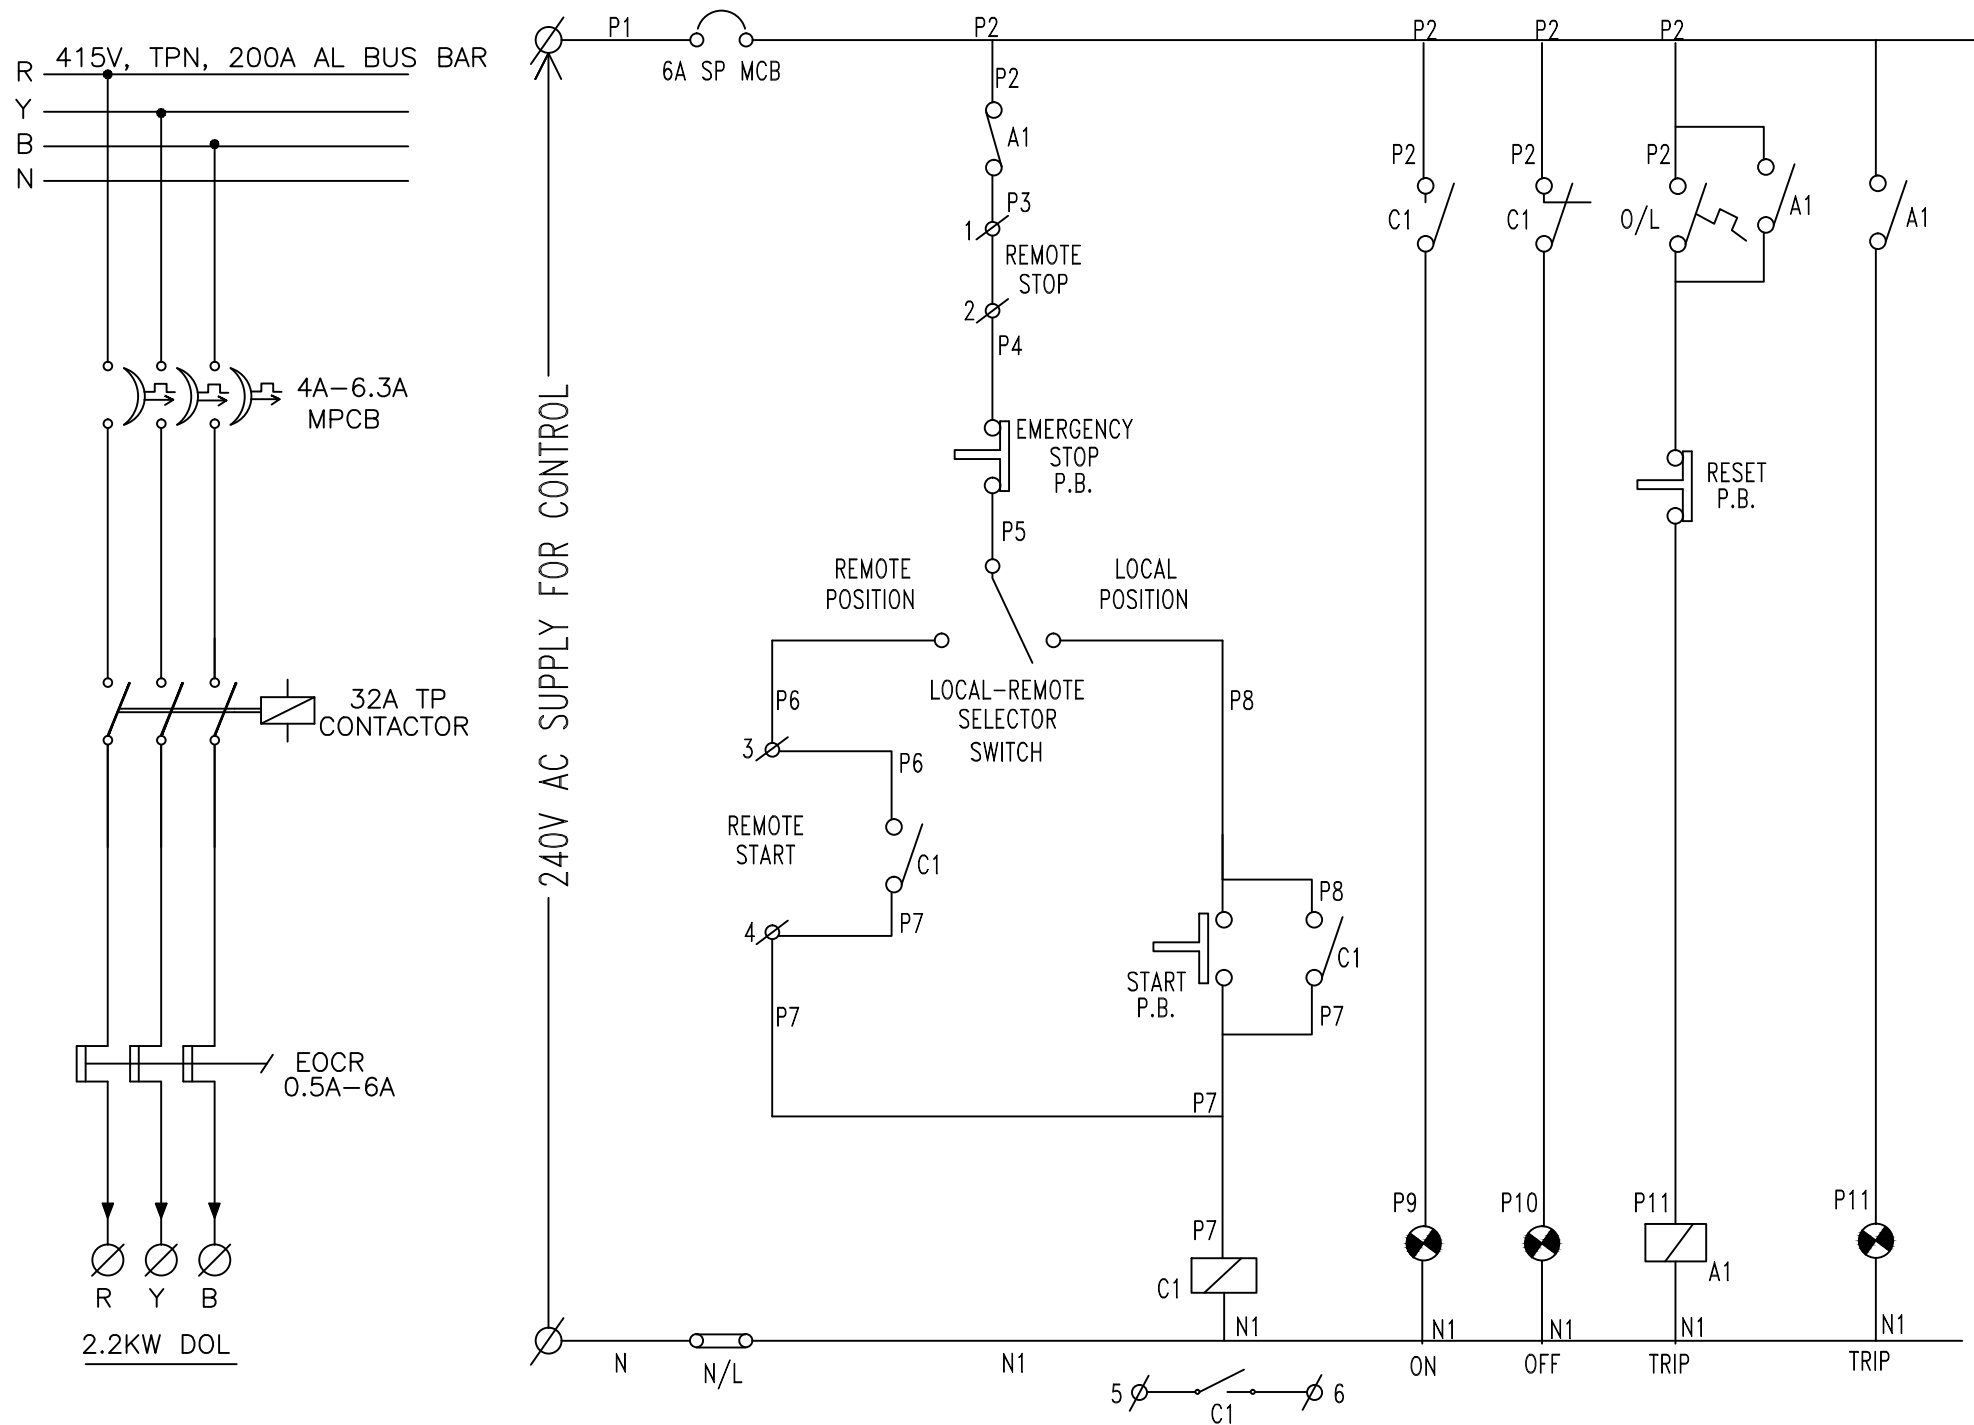 415V, TPN, 200A AL BUS BAR
R
Y
B
N
4A-6.3A
MPCB
32A TP
CONTACTOR
EOCR
0.5A-6A
R Y B
2.2KW DOL
240V AC SUPPLY FOR CONTROL
P1
6A SP MCB
P2
P2
A1
P3
1
REMOTE
STOP
2
P4
EMERGENCY
STOP
P.B.
P5
REMOTE
POSITION
LOCAL
POSITION
LOCAL-REMOTE
SELECTOR
SWITCH
P6
3
P6
REMOTE
START
C1
4
P7
P7
P8
P8
START
P.B.
C1
P7
P7
P7
C1
N1
N
N/L
N1
5
C1
6
P2
P2
C1
P9
N1
ON
P2
P2
C1
P10
N1
OFF
P2
P2
O/L
A1
RESET
P.B.
P11
A1
N1
TRIP
A1
P11
N1
TRIP